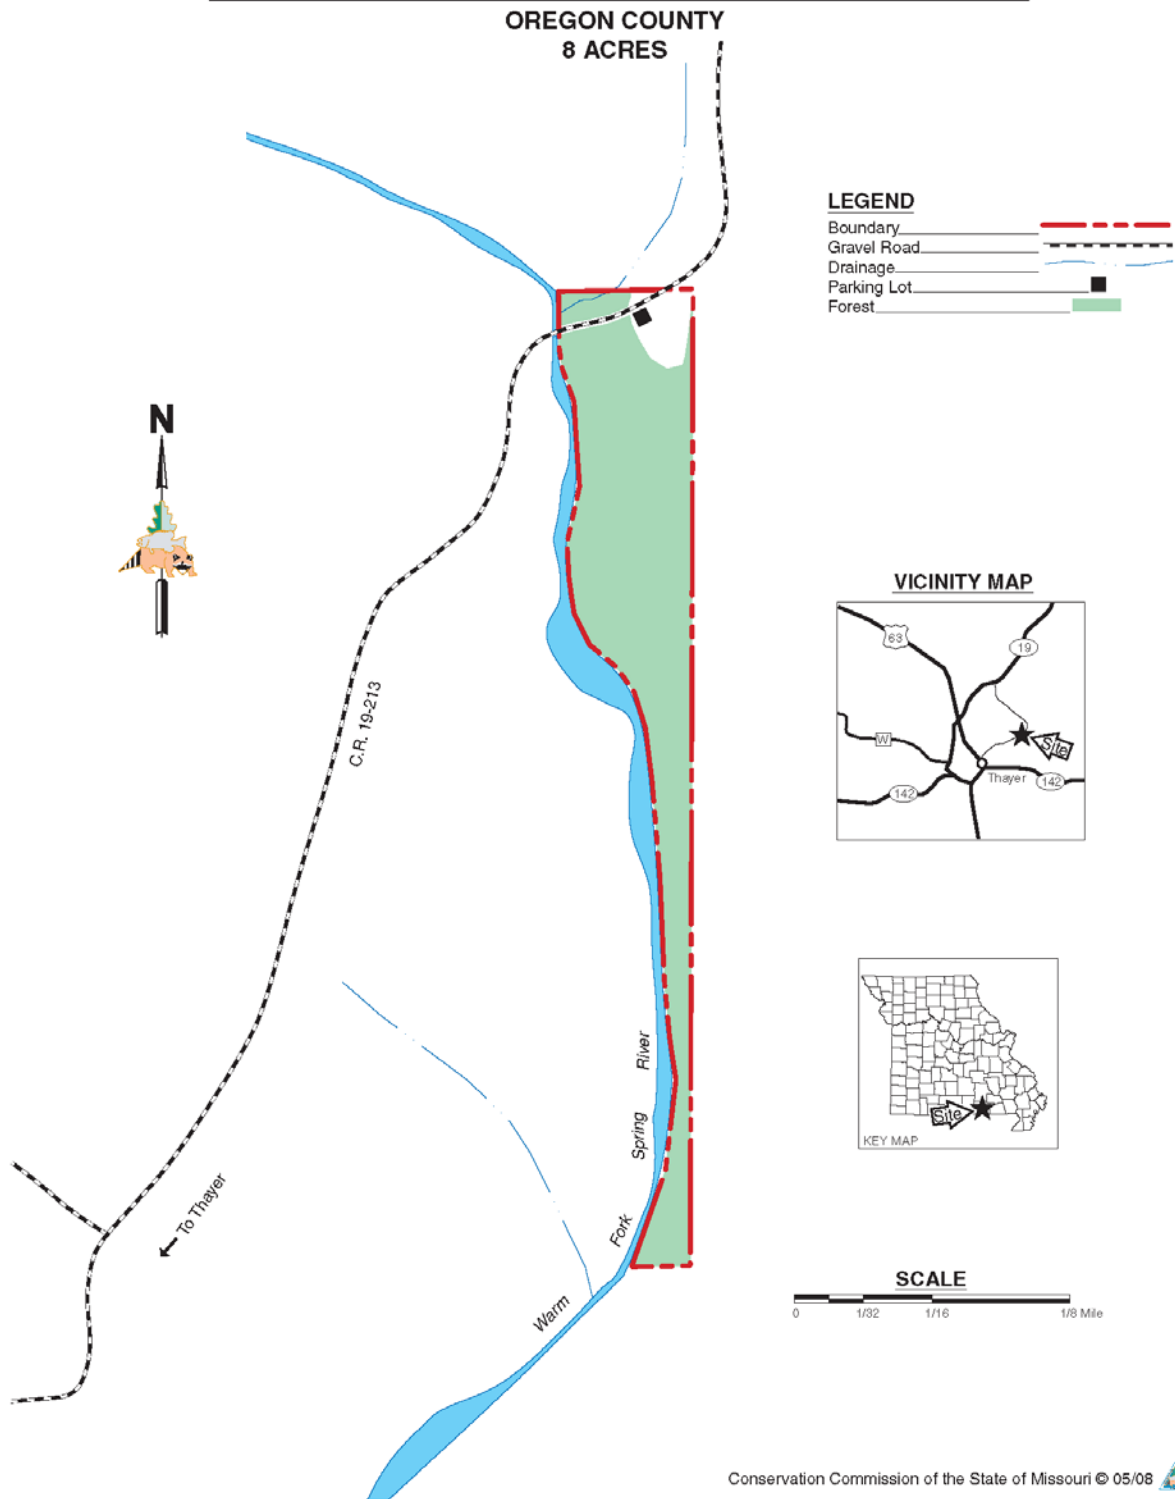 OREGON COUNTY
8 ACRES
LEGEND
Boundary
Gravel Road
Drainage
Parking Lot
Forest
N
C.R. 19-213
VICINITY MAP
63
19
W
Site
Thayer
142
142
River
Spring
Fork
Warm
To Thayer
Site
KEY MAP
SCALE
0 1/32 1/16 1/8 Mile
Conservation Commission of the State of Missouri © 05/08